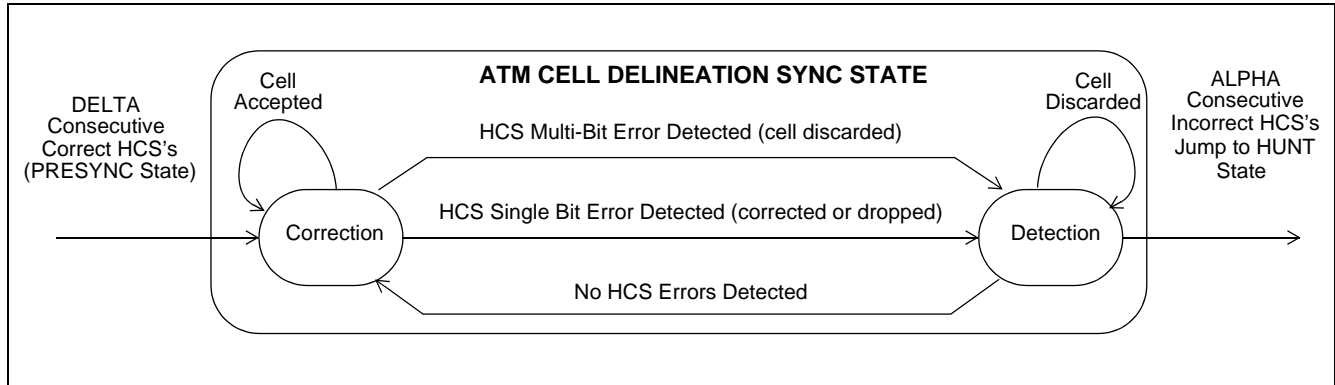 ATM CELL DELINEATION SYNC STATE
DELTA
Consecutive
Correct HCS's
(PRESYNC State)
Cell
Accepted
HCS Multi-Bit Error Detected (cell discarded)
Cell
Discarded
ALPHA
Consecutive
Incorrect HCS's
Jump to HUNT
State
HCS Single Bit Error Detected (corrected or dropped)
Correction
Detection
No HCS Errors Detected